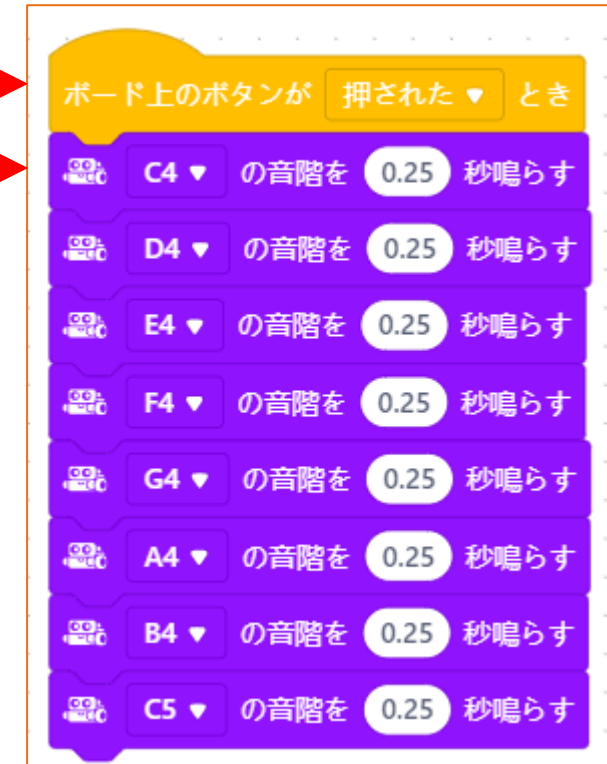 ボード上のボタンが 押された ▼ とき
C4 ▼ の音階を 0.25 秒鳴らす
D4 ▼ の音階を 0.25 秒鳴らす
E4 ▼ の音階を 0.25 秒鳴らす
F4 ▼ の音階を 0.25 秒鳴らす
G4 ▼ の音階を 0.25 秒鳴らす
A4 ▼ の音階を 0.25 秒鳴らす
B4 ▼ の音階を 0.25 秒鳴らす
C5 ▼ の音階を 0.25 秒鳴らす